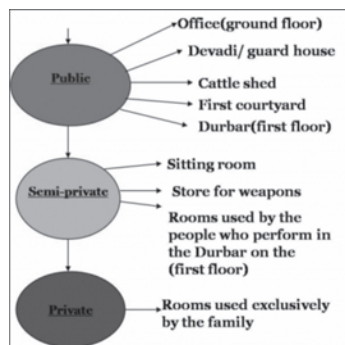 Office(ground floor)
Devadi/ guard house
Public
Cattle shed
First courtyard
Durbar(first floor)
Sitting room
Semi-private
Store for weapons
Rooms used by the
people who perform in
the Durbar on the
(first floor)
Private
Rooms used exclusively
by the family